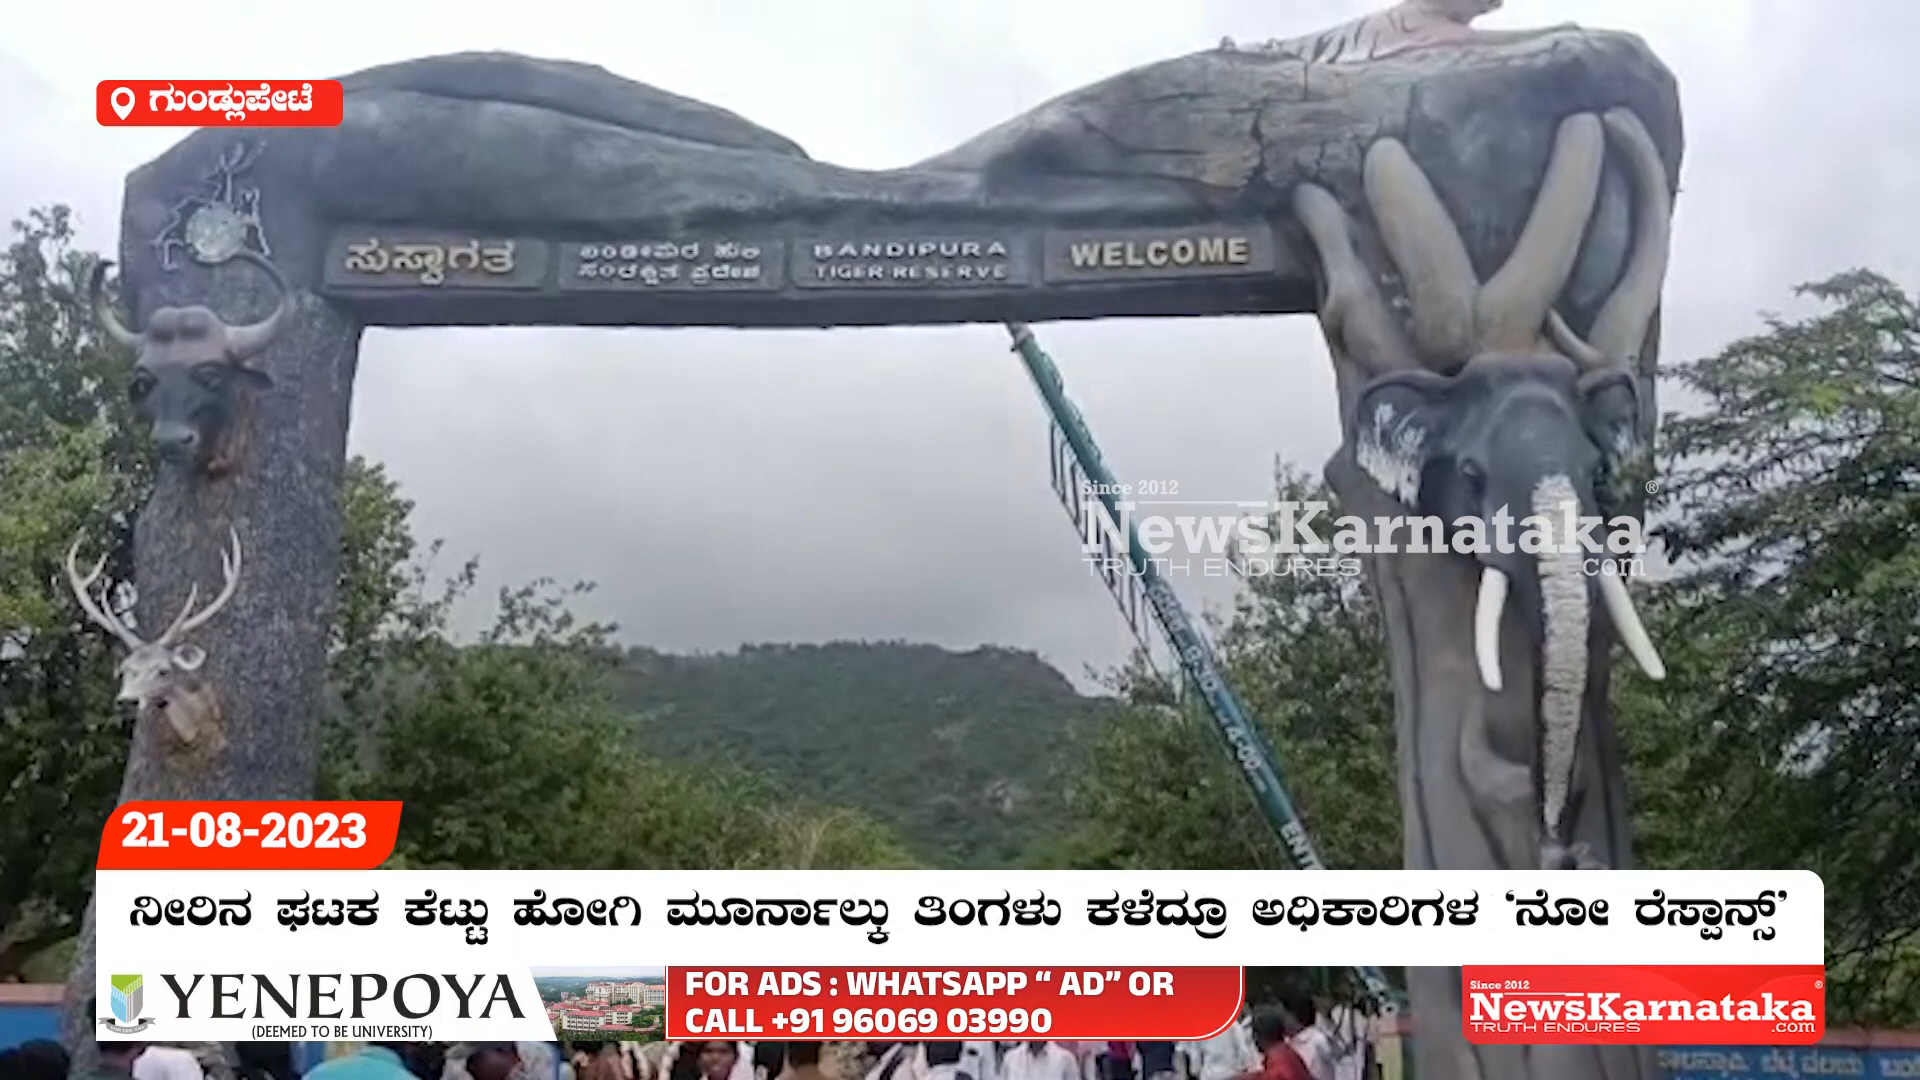 ಗುಂಡ್ಲುಪೇಟೆ
ಸುಸ್ವಾಗತ
ಬಂಡೀಪುರ ಹುಲಿ
ಸಂರಕ್ಷಿತ ಪ್ರದೇಶ
BANDIPURA
TIGER RESERVE
WELCOME
Since 2012
NewsKarnataka®
TRUTH ENDURES .com
21-08-2023
ನೀರಿನ ಘಟಕ ಕೆಟ್ಟು ಹೋಗಿ ಮೂರ್ನಾಲ್ಕು ತಿಂಗಳು ಕಳೆದ್ರೂ ಅಧಿಕಾರಿಗಳ ‘ನೋ ರೆಸ್ಪಾನ್ಸ್’
YENEPOYA
(DEEMED TO BE UNIVERSITY)
FOR ADS : WHATSAPP “ AD” OR
CALL +91 96069 03990
Since 2012
NewsKarnataka®
TRUTH ENDURES .com